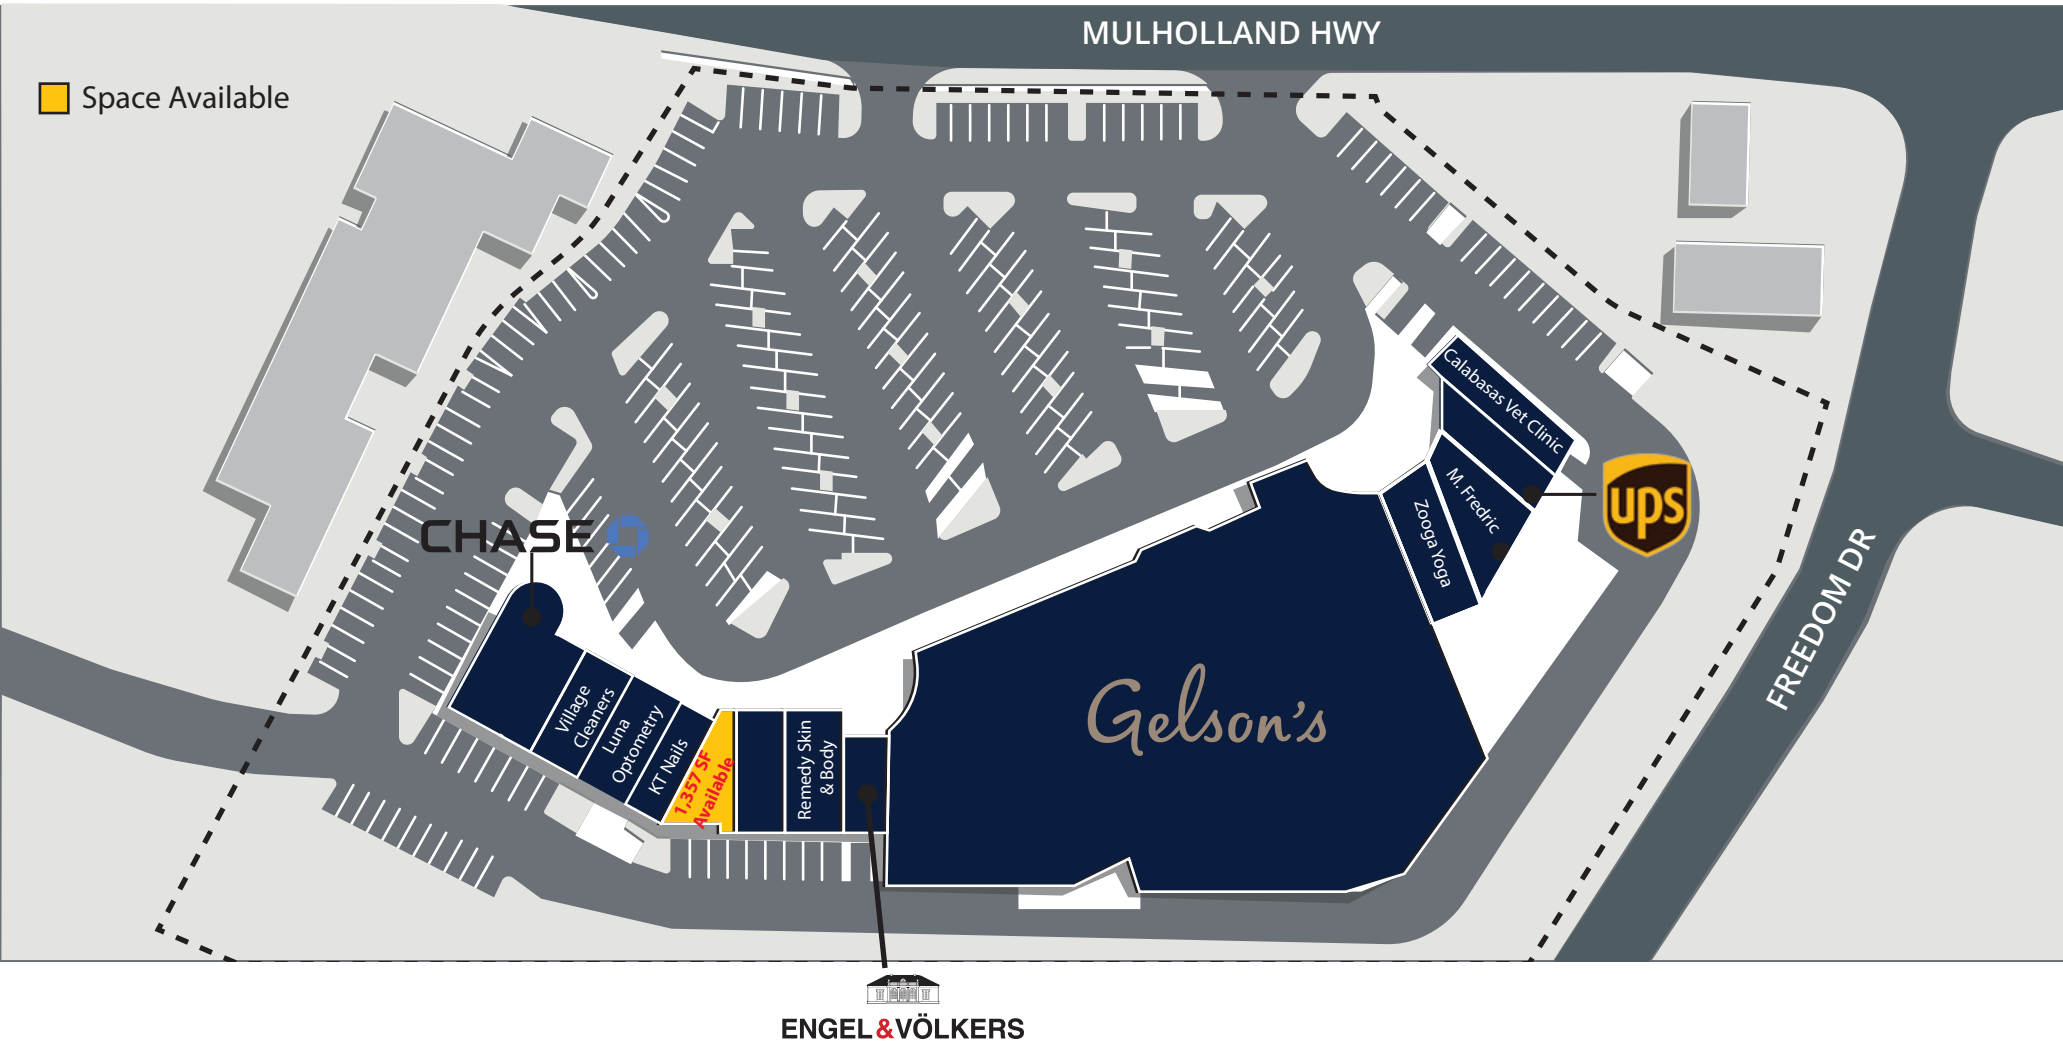 MULHOLLAND HWY
Space Available
Calabasas Vet Clinic
M. Fredric
Zooga Yoga
ups
CHASE
FREEDOM DR
Gelson's
Village
Cleaners
Luna
Optometry
KT Nails
1,357 SF
Available
Remedy Skin
& Body
ENGEL&VÖLKERS